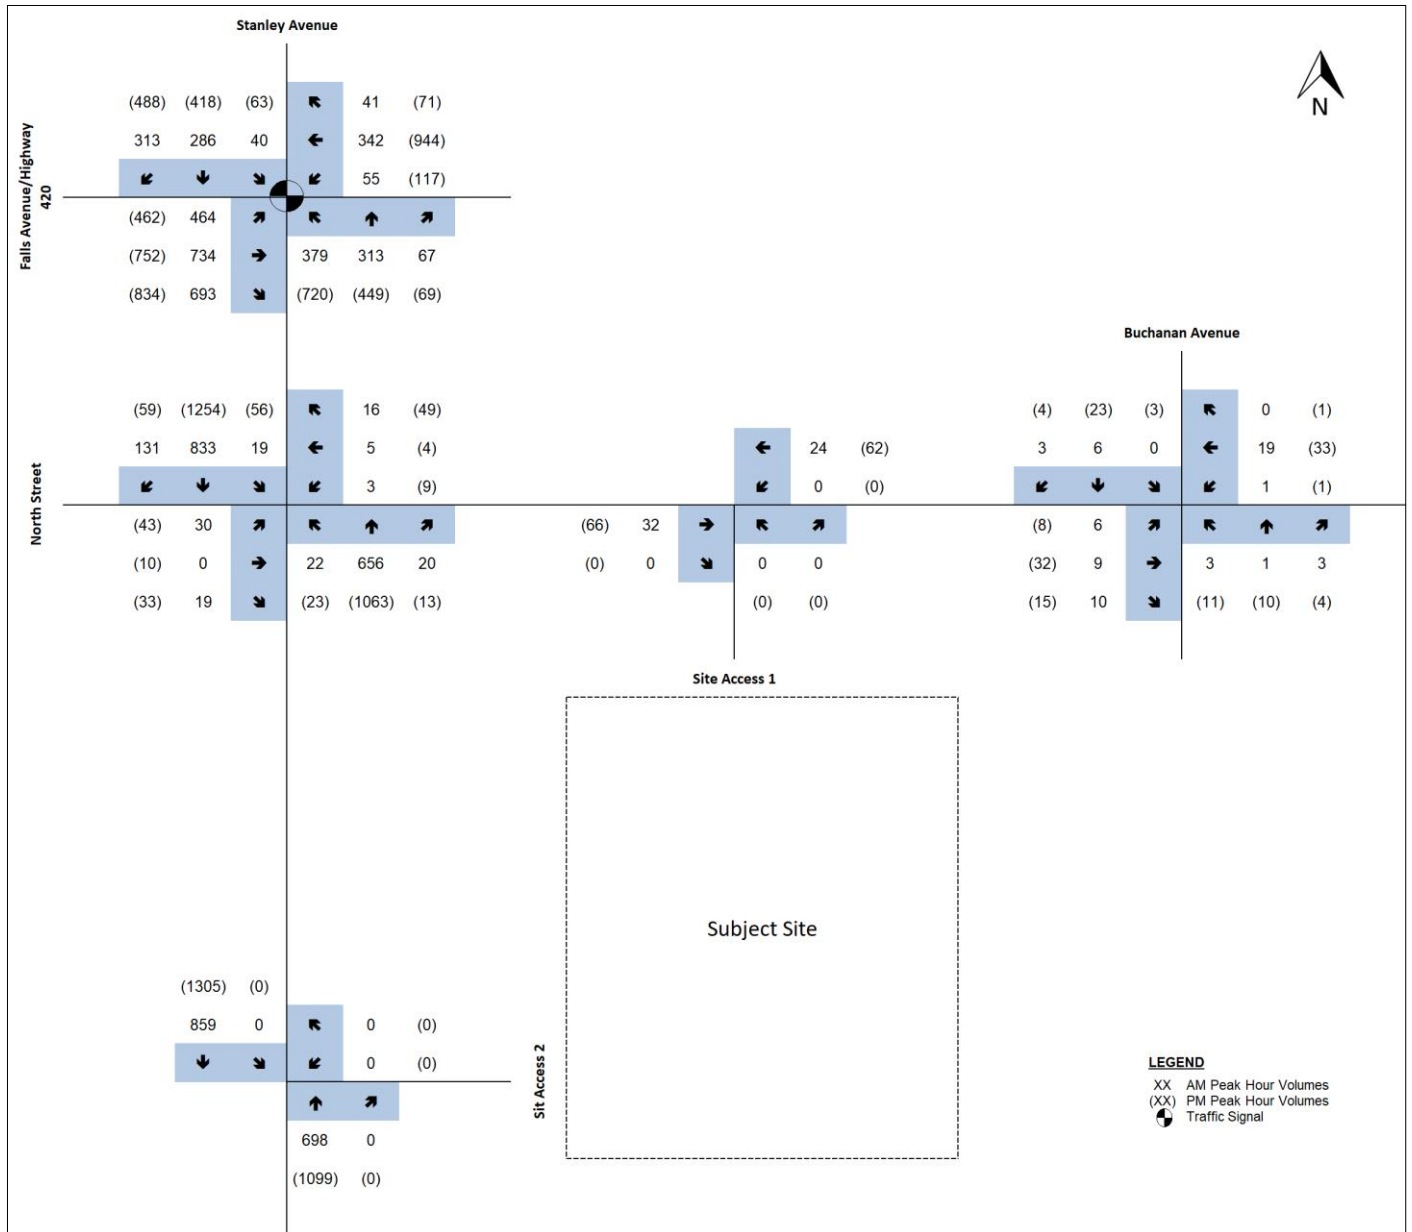 Stanley Avenue
N
Falls Avenue/Highway
420
(488) (418) (63) 41 (71)
313 286 40 342 (944)
55 (117)
(462) 464
(752) 734 379 313 67
(834) 693 (720) (449) (69)
Buchanan Avenue
North Street
(59) (1254) (56) 16 (49)
131 833 19 5 (4)
3 (9)
(43) 30
(10) 0 22 656 20
(33) 19 (23) (1063) (13)
24 (62)
0 (0)
(66) 32
(0) 0 0 0
(0) (0)
(4) (23) (3) 0 (1)
3 6 0 19 (33)
1 (1)
(8) 6
(32) 9 3 1 3
(15) 10 (11) (10) (4)
Site Access 1
Subject Site
(1305) (0)
859 0 0 (0)
0 (0)
698 0
(1099) (0)
Sit Access 2
LEGEND
XX AM Peak Hour Volumes
(XX) PM Peak Hour Volumes
Traffic Signal